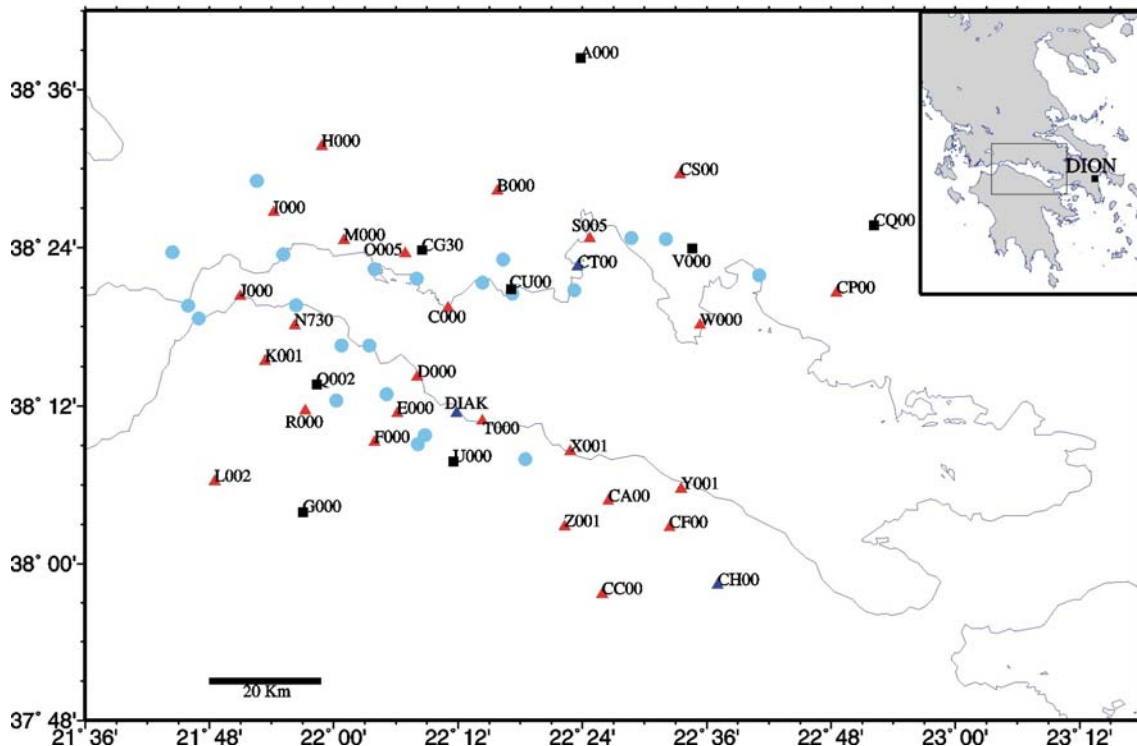 A000
38° 36'
H000
DION
B000
CS00
I000
CQ00
S005
M000
O005
CG30
38° 24'
V000
CT00
CU00
J000
CP00
C000
N730
W000
K001
D000
Q002
DIAK
38° 12'
R000
E000
T000
F000
X001
U000
L002
Y001
CA00
G000
Z001
CF00
38° 00'
CH00
CC00
20 Km
37° 48'
21° 36' 21° 48' 22° 00' 22° 12' 22° 24' 22° 36' 22° 48' 23° 00' 23° 12'